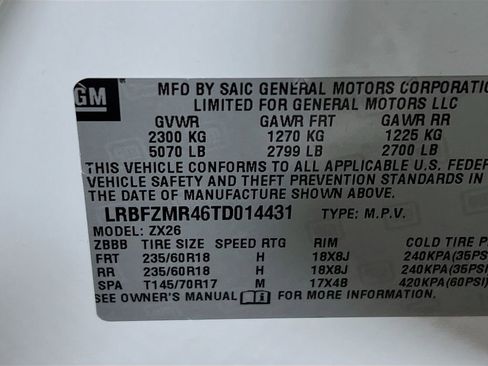 GM
MFD BY SAIC GENERAL MOTORS CORPORATION
LIMITED FOR GENERAL MOTORS LLC
GVWR GAWR FRT GAWR RR
2300 KG 1270 KG 1225 KG
5070 LB 2799 LB 2700 LB
THIS VEHICLE CONFORMS TO ALL APPLICABLE U.S. FEDER
VEHICLE SAFETY AND THEFT PREVENTION STANDARDS IN
THE DATE OF MANUFACTURE SHOWN ABOVE.
LRBFZMR46TD014431 TYPE: M.P.V.
MODEL: ZX26
ZBBB TIRE SIZE SPEED RTG RIM COLD TIRE P
FRT 235/60R18 H 18X8J 240KPA(35PSI
RR 235/60R18 H 18X8J 240KPA(35PSI
SPA T145/70R17 M 17X4B 420KPA(60PSI)
SEE OWNER'S MANUAL FOR MORE INFORMATION.